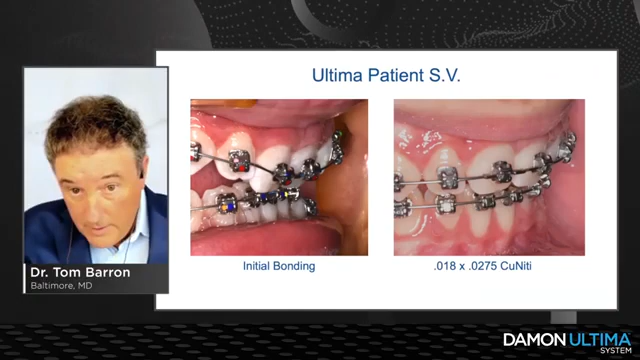 Ultima Patient S.V.
Initial Bonding
.018 x .0275 CuNiti
Dr. Tom Barron
Baltimore, MD
DAMON ULTIMA
SYSTEM